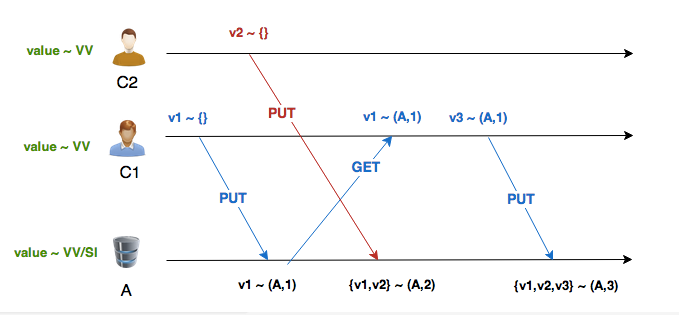 v2 ~ {}
value ~ VV
C2
PUT
v1 ~ {}
v1 ~ (A,1)
v3 ~ (A,1)
value ~ VV
C1
GET
PUT
PUT
value ~ VV/SI
A
v1 ~ (A,1)
{v1,v2} ~ (A,2)
{v1,v2,v3} ~ (A,3)